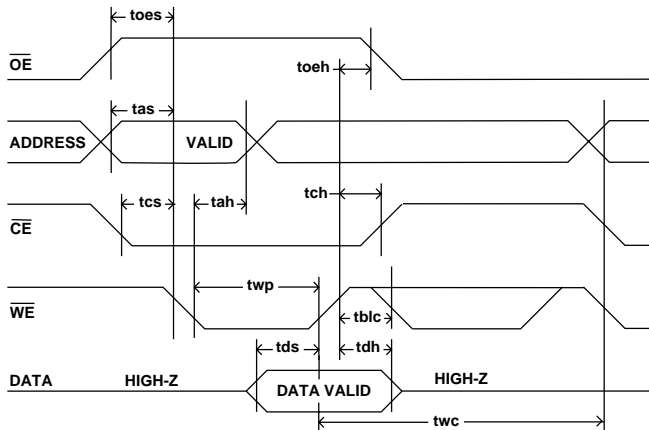 toes
OE
toeh
tas
ADDRESS VALID
tcs tah tch
CE
twp
WE
tblc
tds tdh
DATA HIGH-Z DATA VALID HIGH-Z
twc